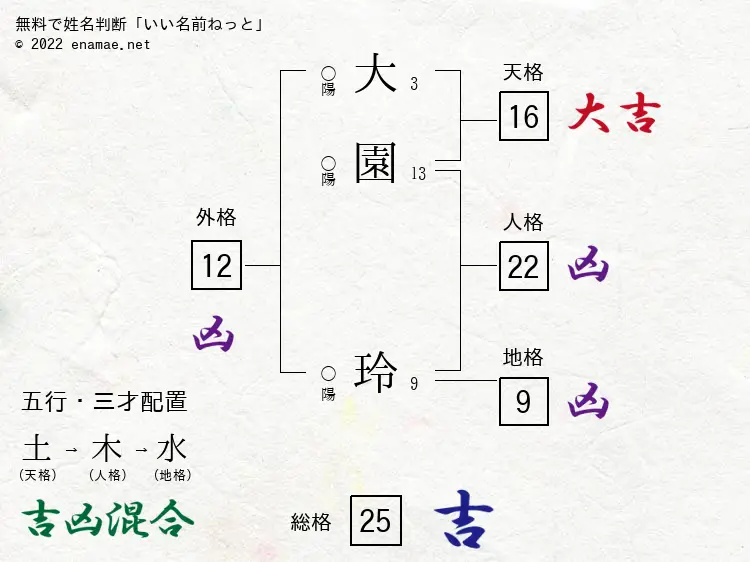 無料で姓名判断「いい名前ねっと」
© 2022 enamae.net
○陽 大 3
天格
16 大吉
○陽 園 13
外格
12
凶
人格
22 凶
○陽 玲 9
地格
9 凶
五行・三才配置
土 → 木 → 水
(天格) (人格) (地格)
吉凶混合
総格 25 吉